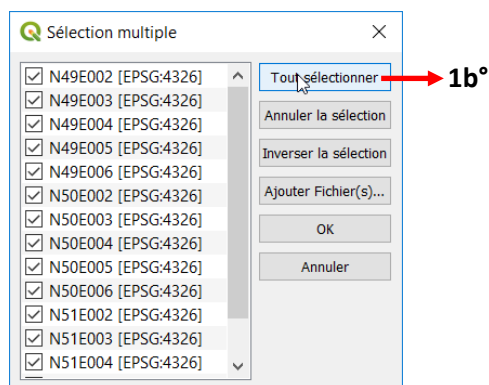 Sélection multiple
N49E002 [EPSG:4326]
N49E003 [EPSG:4326]
N49E004 [EPSG:4326]
N49E005 [EPSG:4326]
N49E006 [EPSG:4326]
N50E002 [EPSG:4326]
N50E003 [EPSG:4326]
N50E004 [EPSG:4326]
N50E005 [EPSG:4326]
N50E006 [EPSG:4326]
N51E002 [EPSG:4326]
N51E003 [EPSG:4326]
N51E004 [EPSG:4326]
Tout sélectionner
1b°
Annuler la sélection
Inverser la sélection
Ajouter Fichier(s)...
OK
Annuler